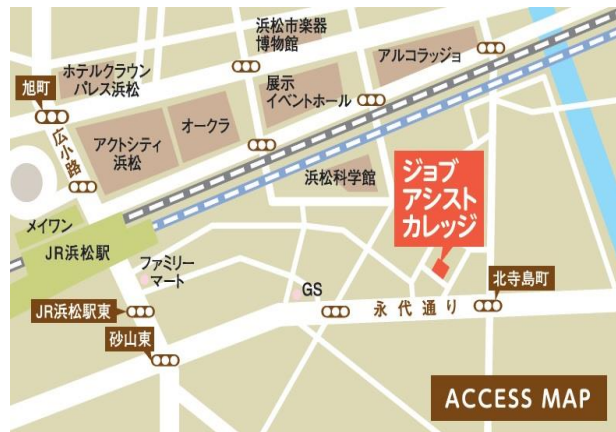 浜松市楽器
博物館
アルコラッジョ
ホテルクラウン
パレス浜松
展示
イベントホール
旭町
オークラ
アクトシティ
浜松
広小路
浜松科学館
ジョブ
アシスト
カレッジ
メイワン
JR浜松駅
ファミリー
マート
GS
北寺島町
JR浜松駅東
永代通り
砂山東
ACCESS MAP